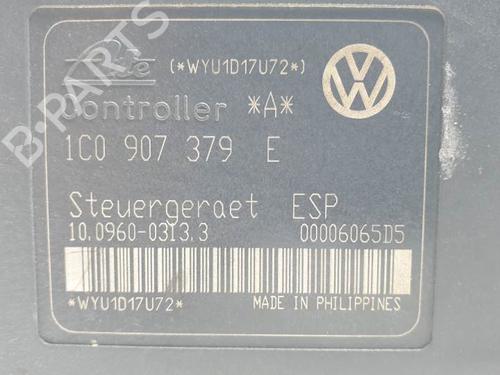 (*WYU1D17U72*)
Controller *A*
1C0 907 379 E
Steuergeraet ESP
10.0960-0313.3 00006065D5
*WYU1D17U72* MADE IN PHILIPPINES
B-PARTS